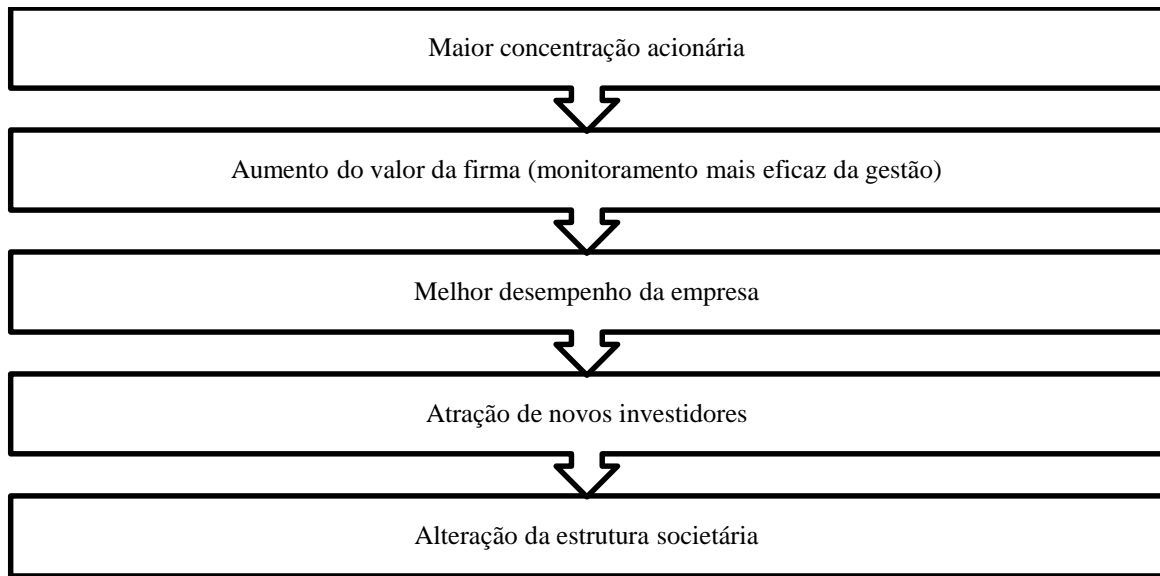 Maior concentração acionária
Aumento do valor da firma (monitoramento mais eficaz da gestão)
Melhor desempenho da empresa
Atração de novos investidores
Alteração da estrutura societária